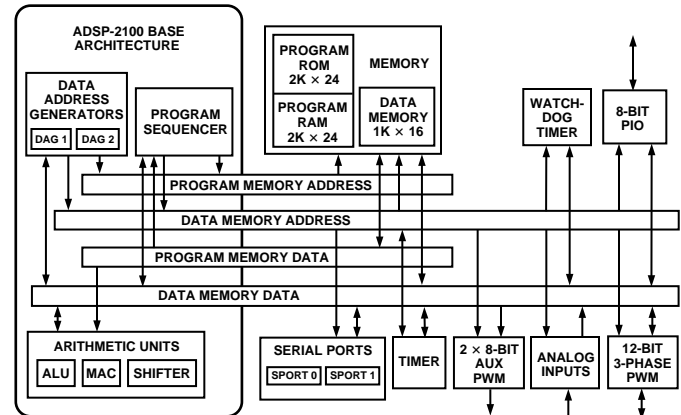 ADSP-2100 BASE
ARCHITECTURE
DATA
ADDRESS
GENERATORS
DAG 1
DAG 2
PROGRAM
SEQUENCER
PROGRAM
ROM
2K × 24
MEMORY
PROGRAM
RAM
2K × 24
DATA
MEMORY
1K × 16
WATCH-
DOG
TIMER
8-BIT
PIO
PROGRAM MEMORY ADDRESS
DATA MEMORY ADDRESS
PROGRAM MEMORY DATA
DATA MEMORY DATA
ARITHMETIC UNITS
ALU
MAC
SHIFTER
SERIAL PORTS
SPORT 0
SPORT 1
TIMER
2 × 8-BIT
AUX
PWM
ANALOG
INPUTS
12-BIT
3-PHASE
PWM